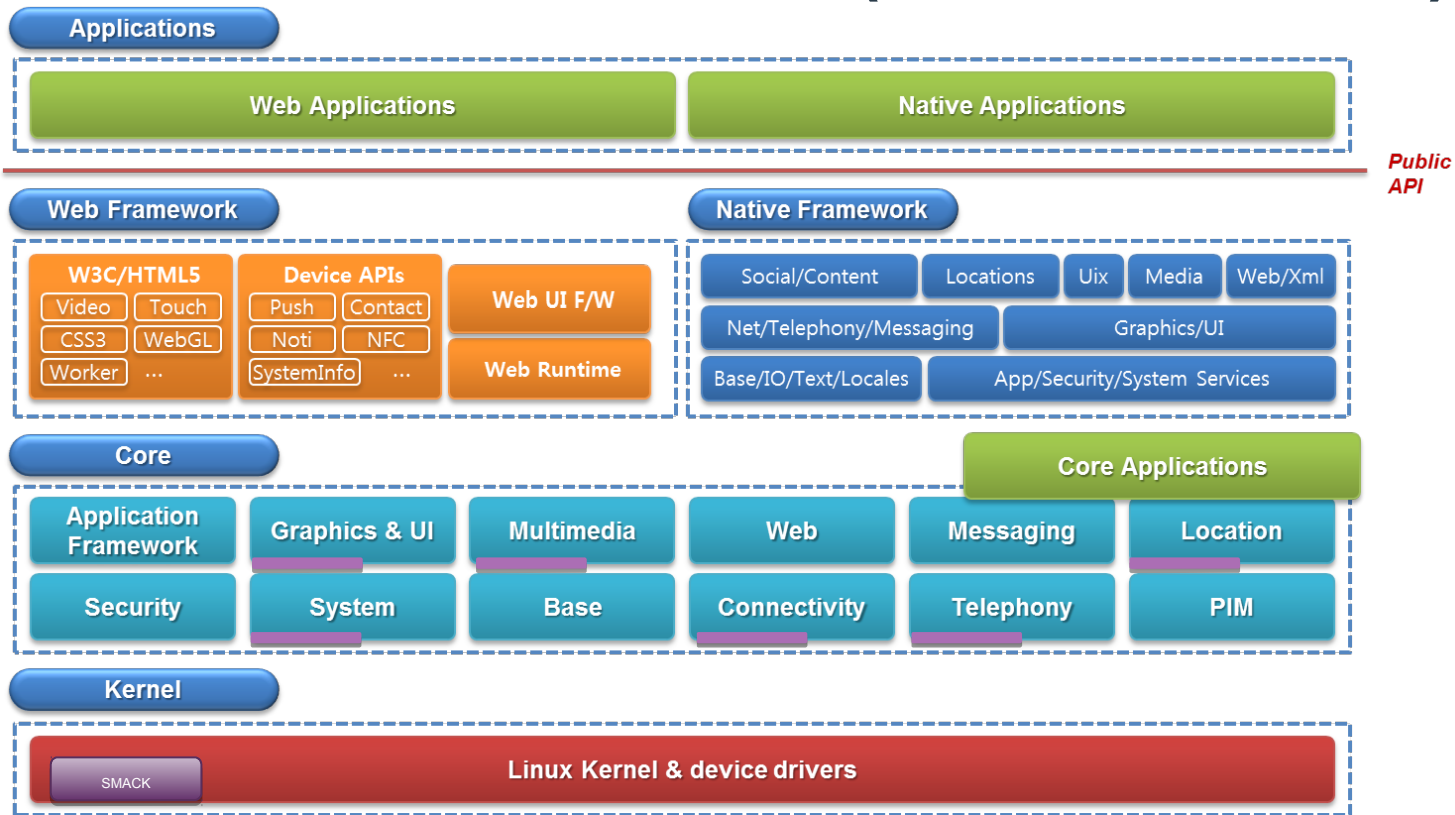 Applications
Web Applications
Native Applications
Public
API
Web Framework
Native Framework
W3C/HTML5
Video
Touch
CSS3
WebGL
Worker
...
Device APIs
Push
Contact
Noti
NFC
SystemInfo
...
Web UI F/W
Web Runtime
Social/Content
Locations
Uix
Media
Web/Xml
Net/Telephony/Messaging
Graphics/UI
Base/IO/Text/Locales
App/Security/System Services
Core
Core Applications
Application
Framework
Graphics & UI
Multimedia
Web
Messaging
Location
Security
System
Base
Connectivity
Telephony
PIM
Kernel
Linux Kernel & device drivers
SMACK